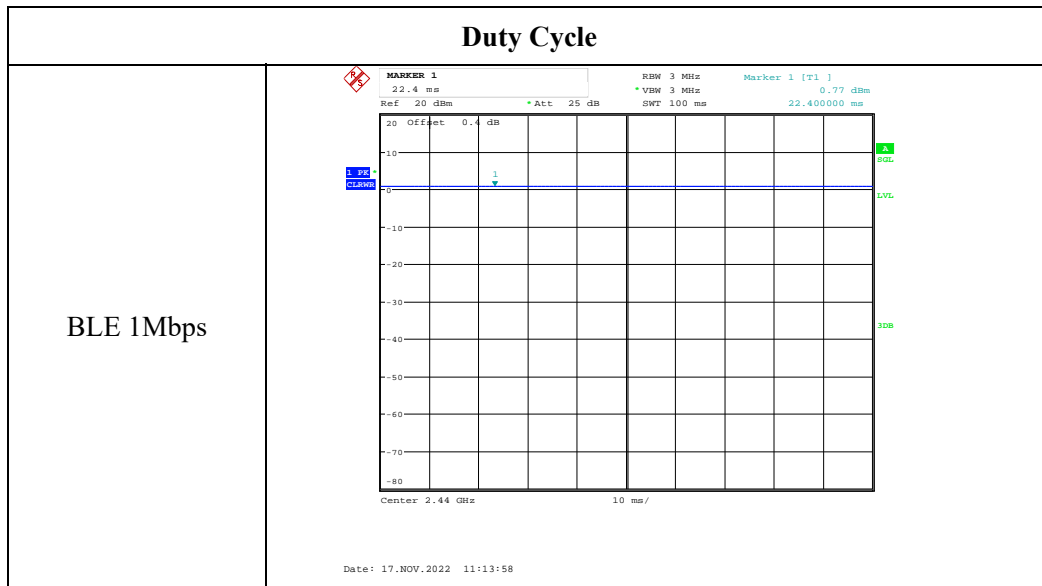 Duty Cycle
BLE 1Mbps
R S
MARKER 1
22.4 ms
RBW 3 MHz
Marker 1 [T1 ]
* VBW 3 MHz
0.77 dBm
Ref 20 dBm
* Att 25 dB
SWT 100 ms
22.400000 ms
20 Offset 0.4 dB
A
SGL
10
1 PK *
CLRWR
1
0
LVL
-10
-20
-30
3DB
-40
-50
-60
-70
-80
Center 2.44 GHz
10 ms/
Date: 17.NOV.2022 11:13:58